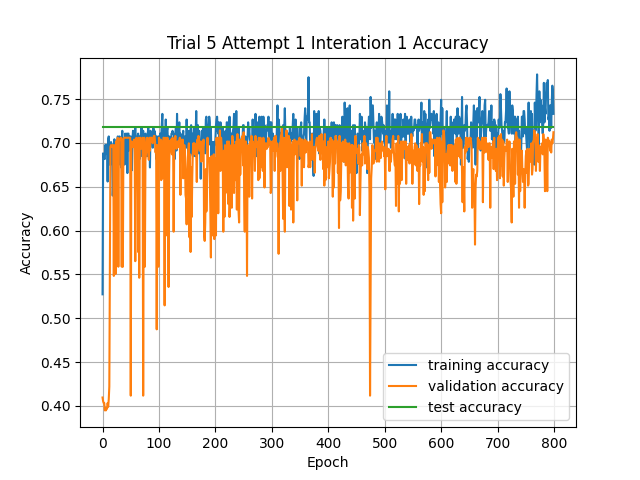 Trial 5 Attempt 1 Interation 1 Accuracy
0.75
0.70
0.65
0.60
0.55
0.50
0.45
0.40
Accuracy
training accuracy
validation accuracy
test accuracy
0 100 200 300 400 500 600 700 800
Epoch